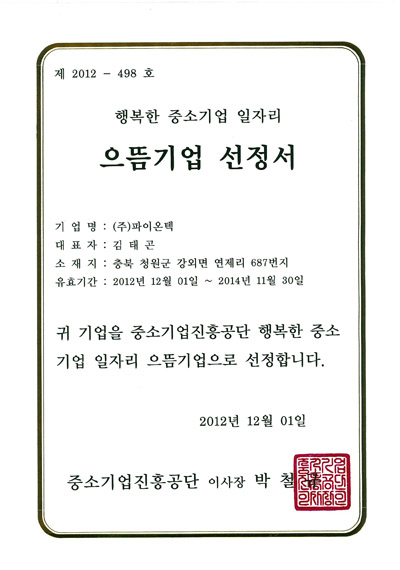 제 2012 - 498 호
행복한 중소기업 일자리
으뜸기업 선정서
기 업 명 : (주)파이온텍
대 표 자 : 김 태 곤
소 재 지 : 충북 청원군 강외면 연제리 687번지
유효기간 : 2012년 12월 01일 ~ 2014년 11월 30일
귀 기업을 중소기업진흥공단 행복한 중소
기업 일자리 으뜸기업으로 선정합니다.
2012년 12월 01일
중소기업진흥공단 이사장 박 철